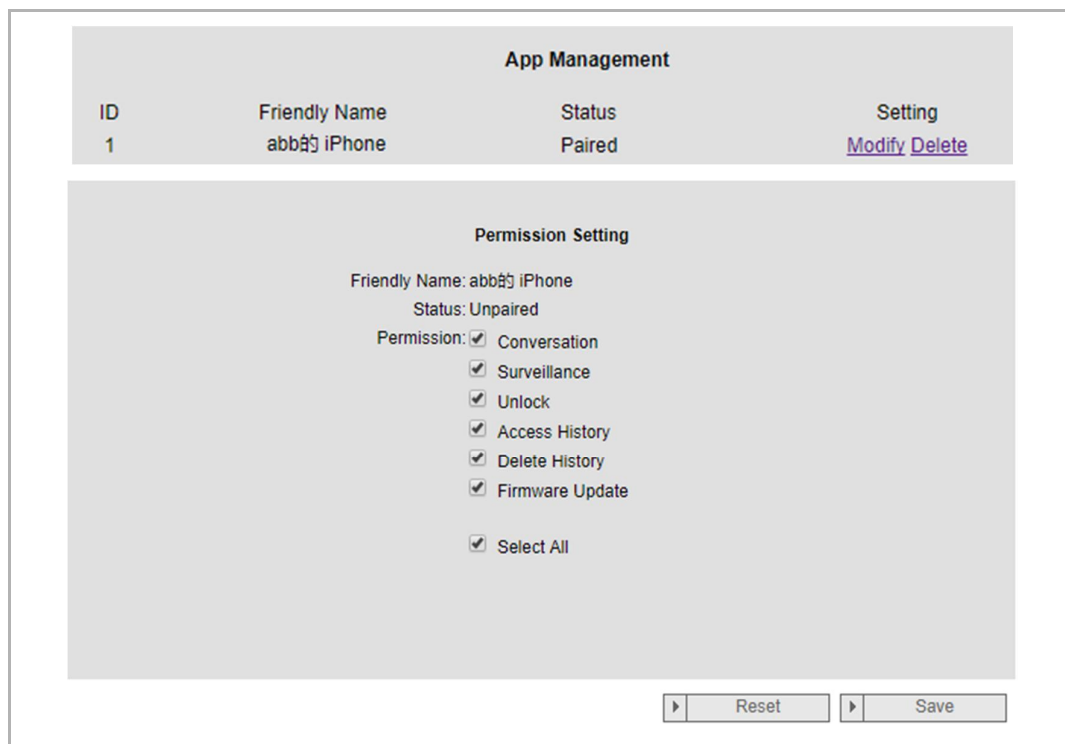 App Management
ID Friendly Name Status Setting
1 abb的 iPhone Paired Modify Delete
Permission Setting
Friendly Name: abb的 iPhone
Status: Unpaired
Permission: Conversation
Surveillance
Unlock
Access History
Delete History
Firmware Update
Select All
Reset Save